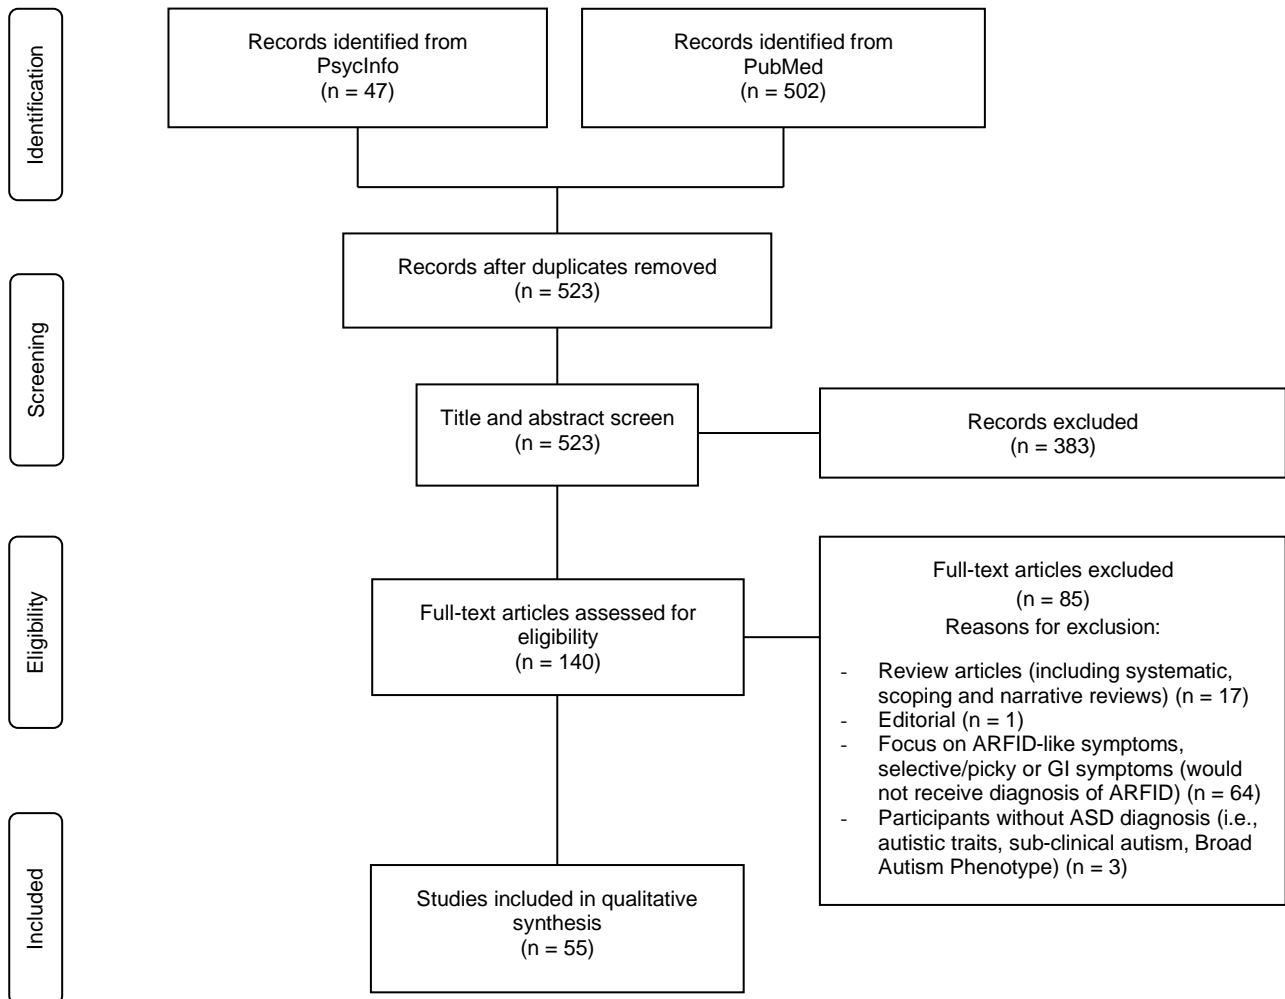 Identification
Records identified from
PsycInfo
(n = 47)
Records identified from
PubMed
(n = 502)
Records after duplicates removed
(n = 523)
Screening
Title and abstract screen
(n = 523)
Records excluded
(n = 383)
Eligibility
Full-text articles assessed for
eligibility
(n = 140)
Full-text articles excluded
(n = 85)
Reasons for exclusion:
- Review articles (including systematic,
scoping and narrative reviews) (n = 17)
- Editorial (n = 1)
- Focus on ARFID-like symptoms,
selective/picky or GI symptoms (would
not receive diagnosis of ARFID) (n = 64)
- Participants without ASD diagnosis (i.e.,
autistic traits, sub-clinical autism, Broad
Autism Phenotype) (n = 3)
Included
Studies included in qualitative
synthesis
(n = 55)